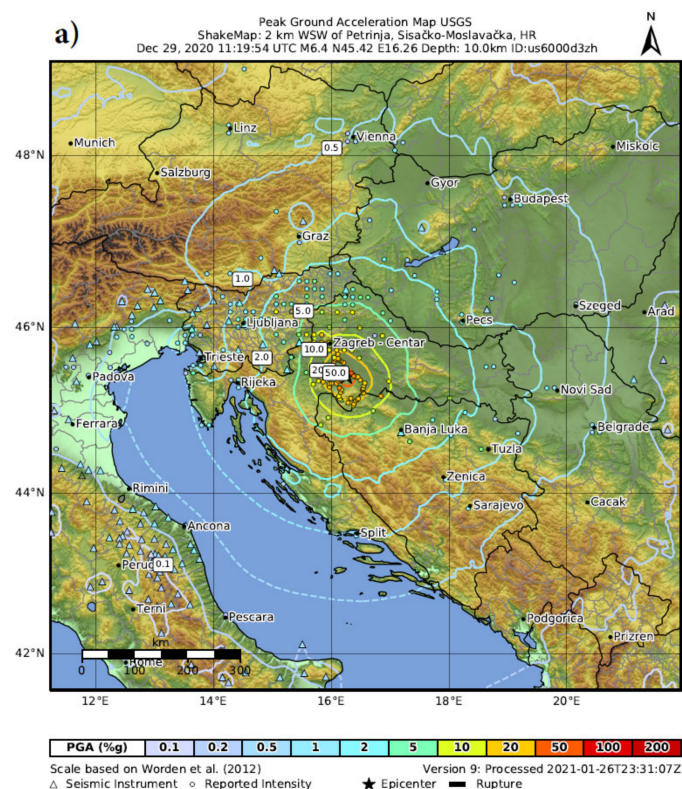 a)
Peak Ground Acceleration Map USGS
ShakeMap: 2 km WSW of Petrinja, Sisačko-Moslavačka, HR
Dec 29, 2020 11:19:54 UTC M6.4 N45.42 E16.26 Depth: 10.0km ID:us6000d3zh
N
Linz
Vienna
Munich
0.5
Miskolc
48°N
Salzburg
Gyor
Budapest
Graz
1.0
5.0
Szeged
Arad
46°N
Ljubljana
Pecs
Zagreb - Centar
10.0
Trieste
2.0
50.0
Padova
Rijeka
Novi Sad
Ferrara
Banja Luka
Belgrade
Tuzla
Zenica
44°N
Rimini
Sarajevo
Cacak
Ancona
Split
0.1
Terni
Pescara
Podgorica
Prizren
km
42°N
0 100 200 300
Rome
12°E 14°E 16°E 18°E 20°E
PGA (%g) 0.1 0.2 0.5 1 2 5 10 20 50 100 200
Scale based on Worden et al. (2012) Version 9: Processed 2021-01-26T23:31:07Z
△ Seismic Instrument ○ Reported Intensity ★ Epicenter Rupture